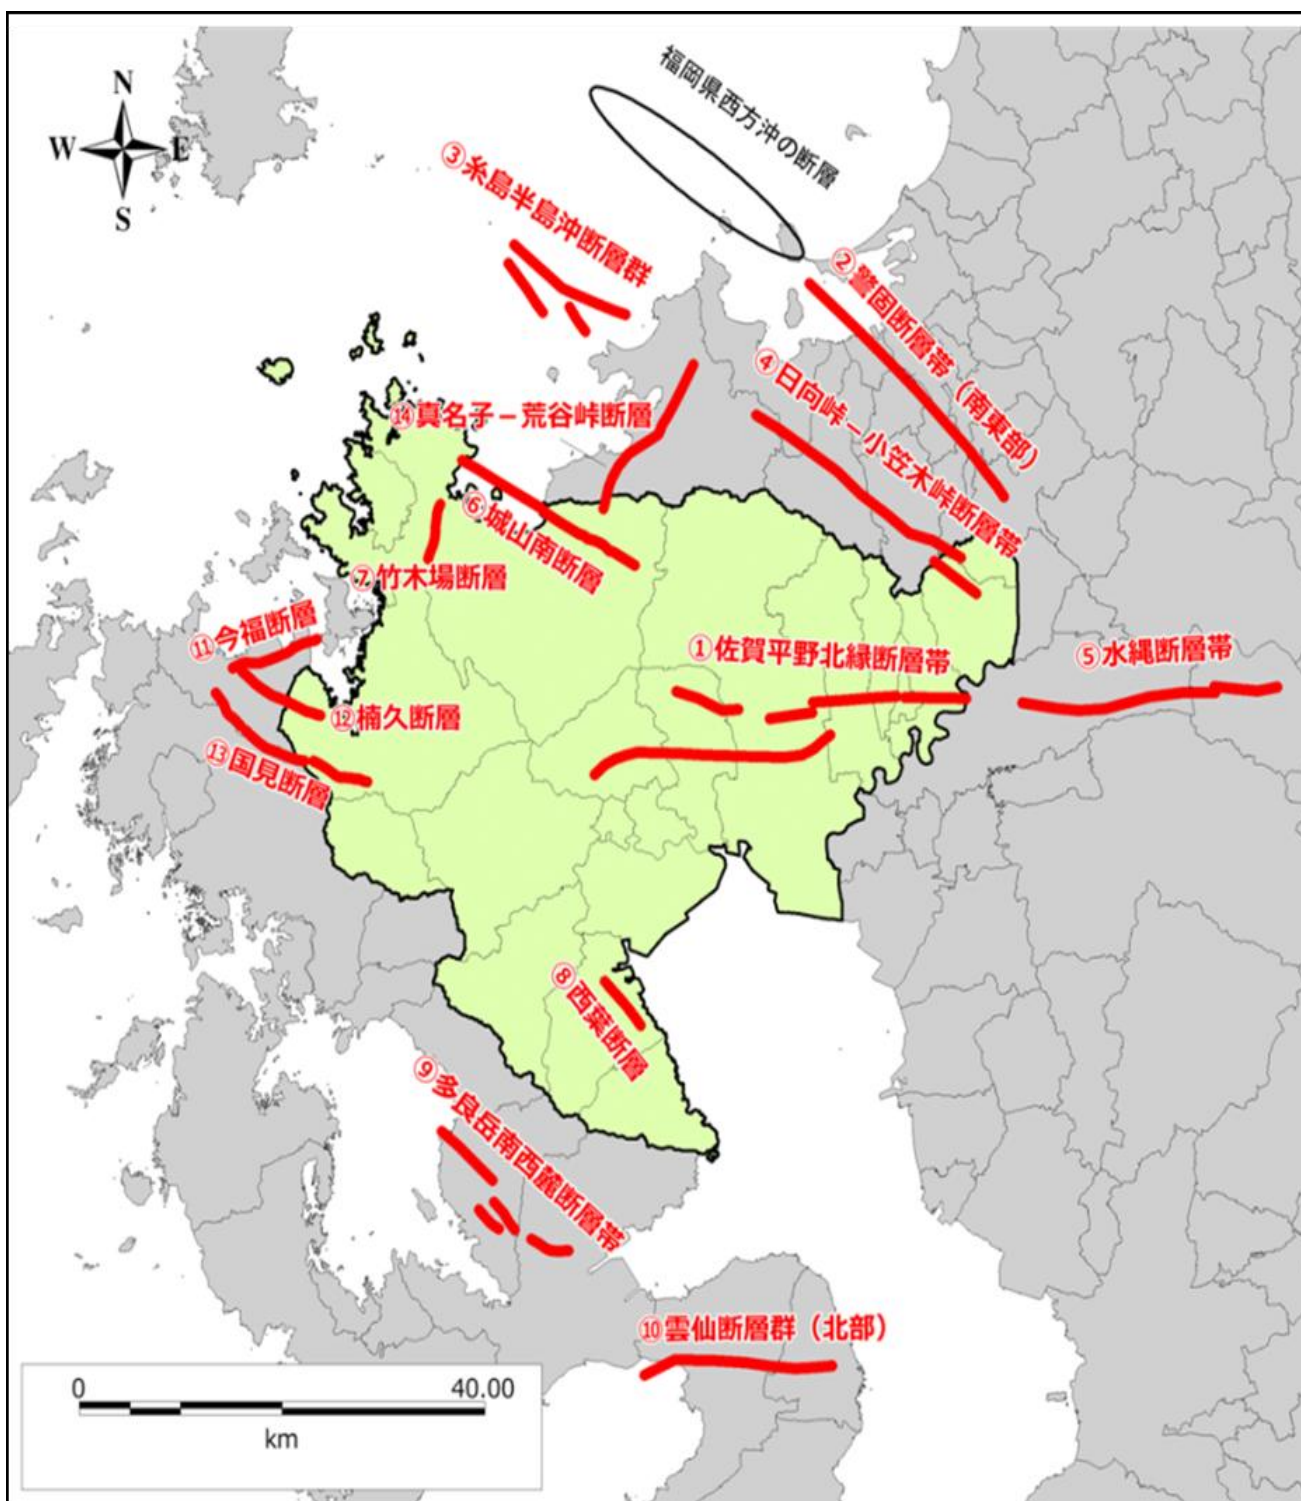 N
W E
S
福岡県西方沖の断層
③糸島半島沖断層群
②警固断層帯（南東部）
④日向峠－小笠木峠断層帯
⑭真名子－荒谷峠断層
⑥城山南断層
⑦竹木場断層
⑪今福断層
①佐賀平野北縁断層帯
⑤水縄断層帯
⑫楠久断層
⑬国見断層
⑧西葉断層
⑨多良岳南西麓断層帯
⑩雲仙断層群（北部）
0 40.00
km